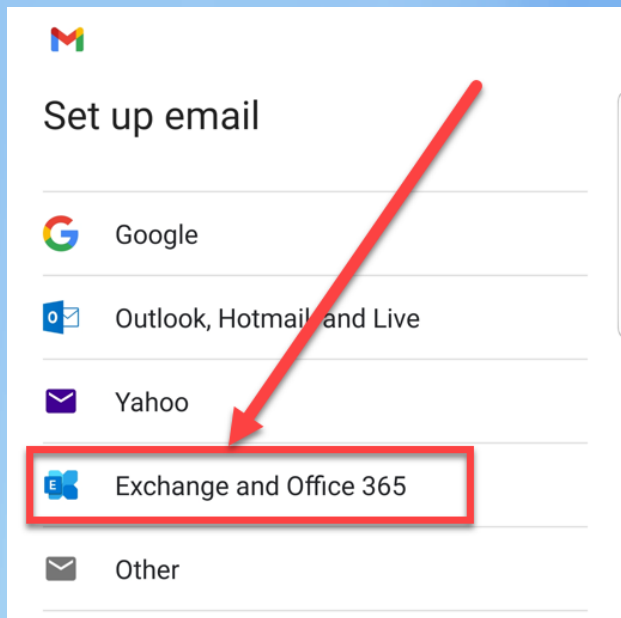 Set up email
Google
Outlook, Hotmail, and Live
Yahoo
Exchange and Office 365
Other